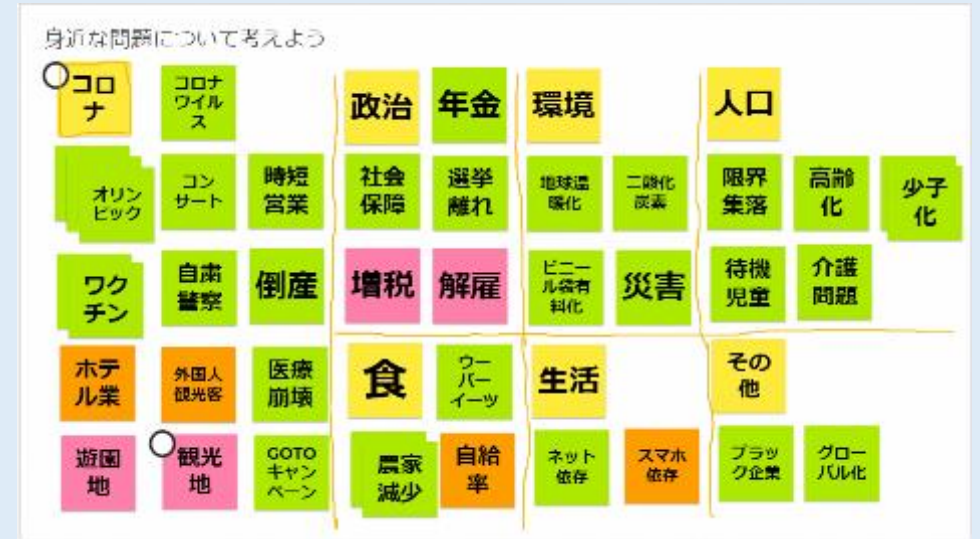 身近な問題について考えよう
コロ
ナ
コロナ
ウイル
ス
オリン
ピック
コン
サート
時短
営業
ワク
チン
自粛
警察
倒産
ホテ
ル業
外国人
観光客
医療
崩壊
遊園
地
観光
地
GOTO
キャン
ペーン
政治
年金
社会
保障
選挙
離れ
増税
解雇
環境
地球温
暖化
二酸化
炭素
ビニー
ル袋有
料化
災害
人口
限界
集落
高齢
化
少子
化
待機
児童
介護
問題
食
ウー
バー
イーツ
農家
減少
自給
率
生活
ネット
依存
スマホ
依存
その
他
ブラッ
ク企業
グロー
バル化